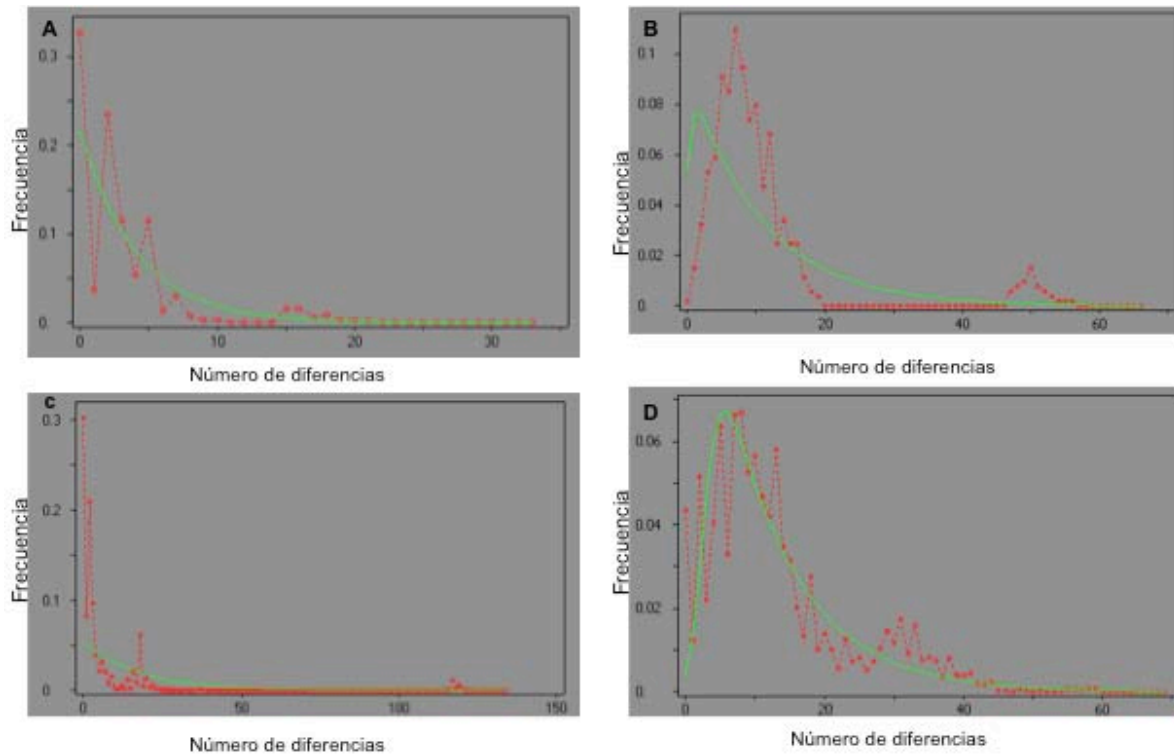 A
Frecuencia
0.3
0.2
0.1
0.
0 10 20 30
Número de diferencias
B
Frecuencia
0.1
0.08
0.06
0.04
0.02
0.
0 20 40 60
Número de diferencias
c
Frecuencia
0.3
0.2
0.1
0.
0 50 100 150
Número de diferencias
D
Frecuencia
0.06
0.04
0.02
0.
0 20 40 60
Número de diferencias